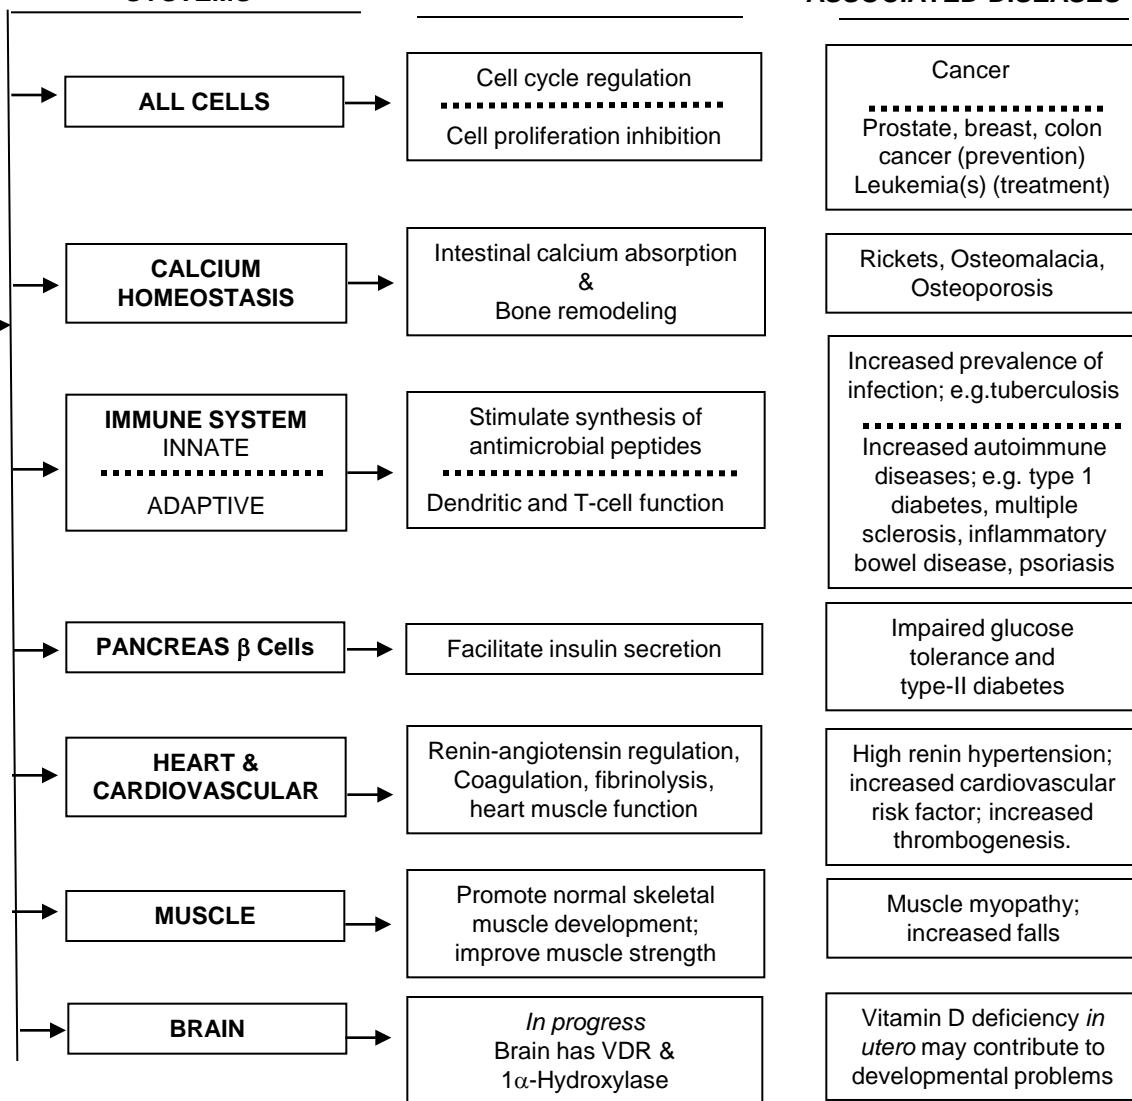 ALL CELLS
Cell cycle regulation
Cell proliferation inhibition
Cancer
Prostate, breast, colon
cancer (prevention)
Leukemia(s) (treatment)
CALCIUM
HOMEOSTASIS
Intestinal calcium absorption
&
Bone remodeling
Rickets, Osteomalacia,
Osteoporosis
IMMUNE SYSTEM
INNATE
ADAPTIVE
Stimulate synthesis of
antimicrobial peptides
Dendritic and T-cell function
Increased prevalence of
infection; e.g.tuberculosis
Increased autoimmune
diseases; e.g. type 1
diabetes, multiple
sclerosis, inflammatory
bowel disease, psoriasis
PANCREAS β Cells
Facilitate insulin secretion
Impaired glucose
tolerance and
type-II diabetes
HEART &
CARDIOVASCULAR
Renin-angiotensin regulation,
Coagulation, fibrinolysis,
heart muscle function
High renin hypertension;
increased cardiovascular
risk factor; increased
thrombogenesis.
MUSCLE
Promote normal skeletal
muscle development;
improve muscle strength
Muscle myopathy;
increased falls
BRAIN
In progress
Brain has VDR &
1α-Hydroxylase
Vitamin D deficiency in
utero may contribute to
developmental problems